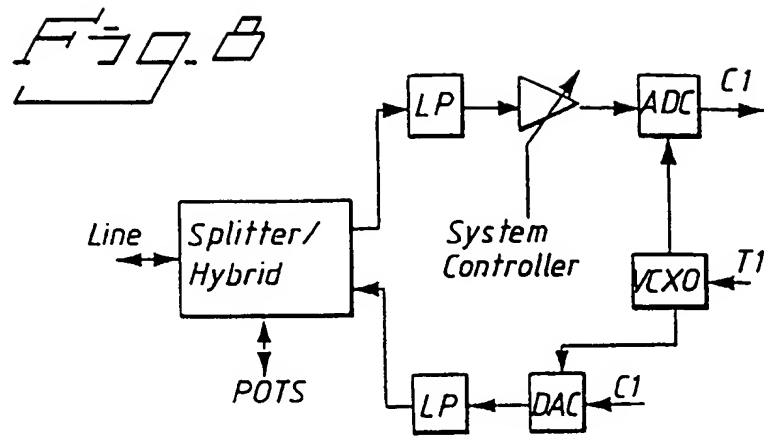 Fig. 8
LP
ADC
C1
Line
Splitter/
Hybrid
System
Controller
VCXO
T1
POTS
LP
DAC
C1